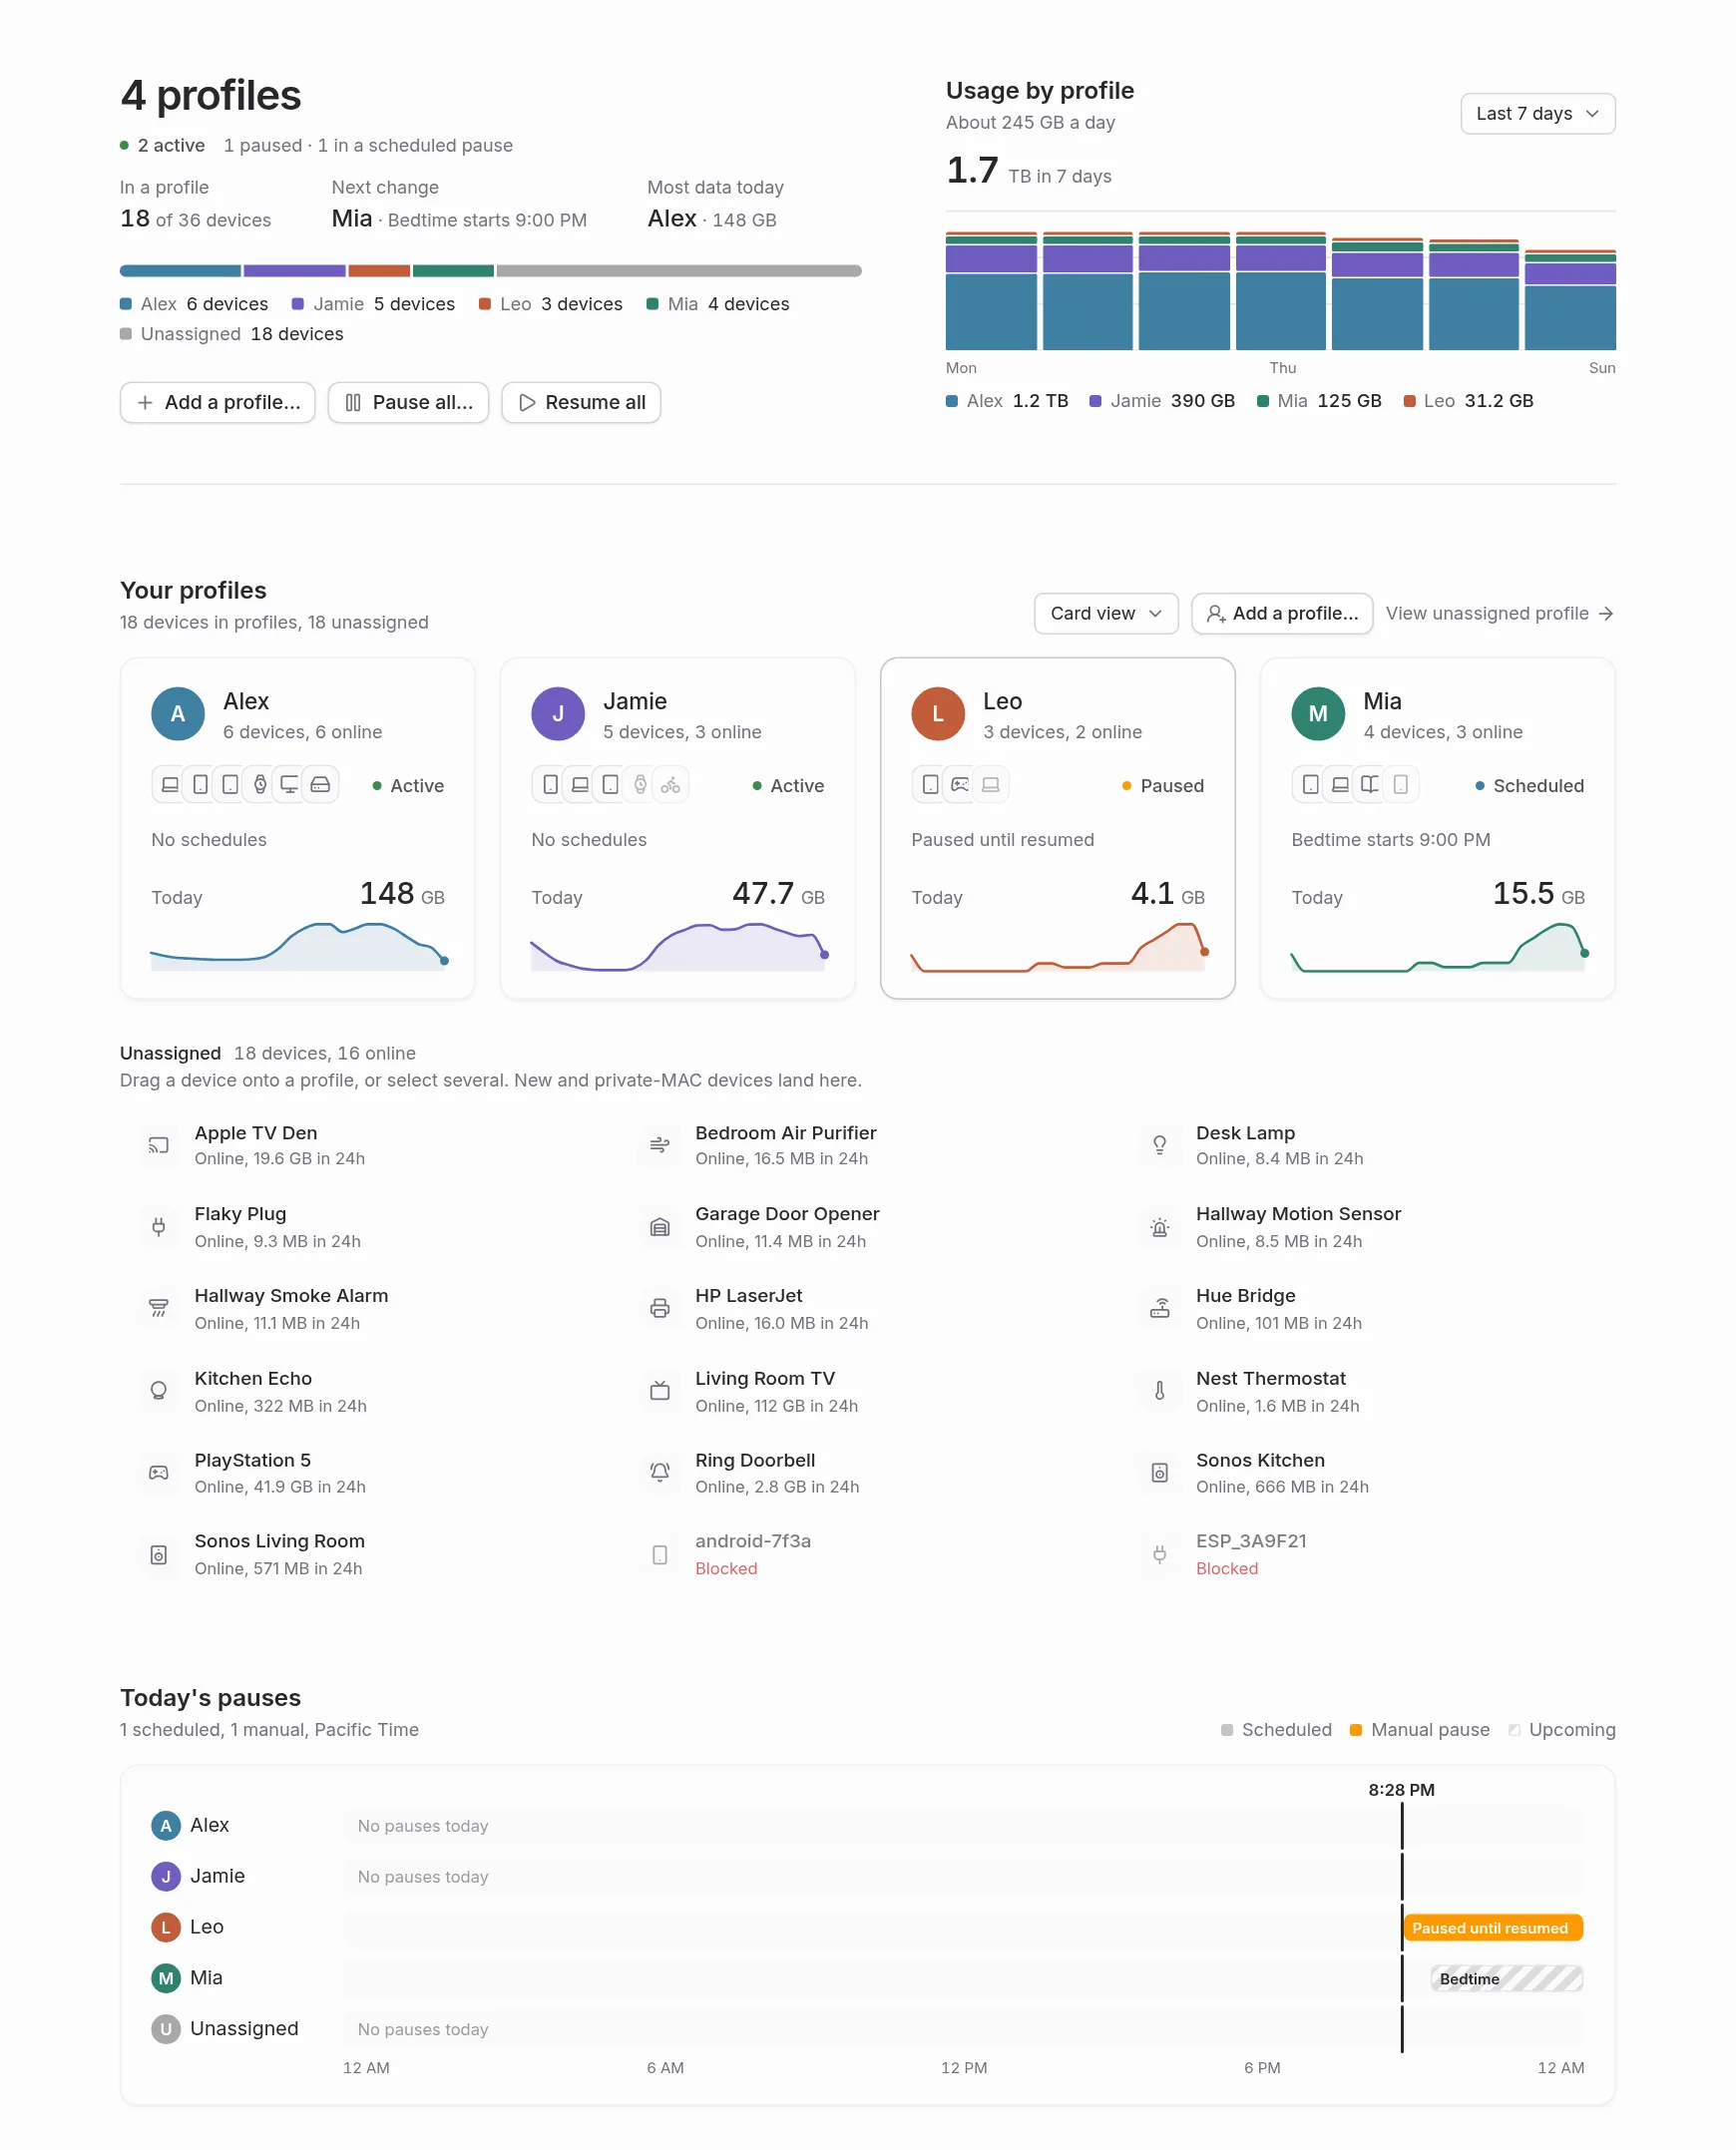 4 profiles
2 active 1 paused · 1 in a scheduled pause
In a profile
18 of 36 devices
Next change
Mia · Bedtime starts 9:00 PM
Most data today
Alex · 148 GB
Alex 6 devices Jamie 5 devices Leo 3 devices Mia 4 devices
Unassigned 18 devices
Add a profile... Pause all... Resume all
Usage by profile
About 245 GB a day
Last 7 days
1.7 TB in 7 days
Mon Thu Sun
Alex 1.2 TB Jamie 390 GB Mia 125 GB Leo 31.2 GB
Your profiles
18 devices in profiles, 18 unassigned
Card view Add a profile... View unassigned profile
A
Alex
6 devices, 6 online
Active
No schedules
Today 148 GB
J
Jamie
5 devices, 3 online
Active
No schedules
Today 47.7 GB
L
Leo
3 devices, 2 online
Paused
Paused until resumed
Today 4.1 GB
M
Mia
4 devices, 3 online
Scheduled
Bedtime starts 9:00 PM
Today 15.5 GB
Unassigned 18 devices, 16 online
Drag a device onto a profile, or select several. New and private-MAC devices land here.
Apple TV Den
Online, 19.6 GB in 24h
Bedroom Air Purifier
Online, 16.5 MB in 24h
Desk Lamp
Online, 8.4 MB in 24h
Flaky Plug
Online, 9.3 MB in 24h
Garage Door Opener
Online, 11.4 MB in 24h
Hallway Motion Sensor
Online, 8.5 MB in 24h
Hallway Smoke Alarm
Online, 11.1 MB in 24h
HP LaserJet
Online, 16.0 MB in 24h
Hue Bridge
Online, 101 MB in 24h
Kitchen Echo
Online, 322 MB in 24h
Living Room TV
Online, 112 GB in 24h
Nest Thermostat
Online, 1.6 MB in 24h
PlayStation 5
Online, 41.9 GB in 24h
Ring Doorbell
Online, 2.8 GB in 24h
Sonos Kitchen
Online, 666 MB in 24h
Sonos Living Room
Online, 571 MB in 24h
android-7f3a
Blocked
ESP_3A9F21
Blocked
Today's pauses
1 scheduled, 1 manual, Pacific Time
Scheduled Manual pause Upcoming
8:28 PM
A Alex No pauses today
J Jamie No pauses today
L Leo Paused until resumed
M Mia Bedtime
U Unassigned No pauses today
12 AM 6 AM 12 PM 6 PM 12 AM